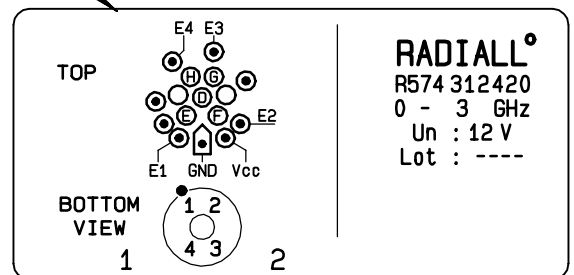 E4 E3
TOP
H G
D
E F
E2
E1 GND Vcc
BOTTOM
VIEW
1 2
4 3
1 2
RADIALL°
R574 312420
0 - 3 GHz
Un : 12 V
Lot : ----